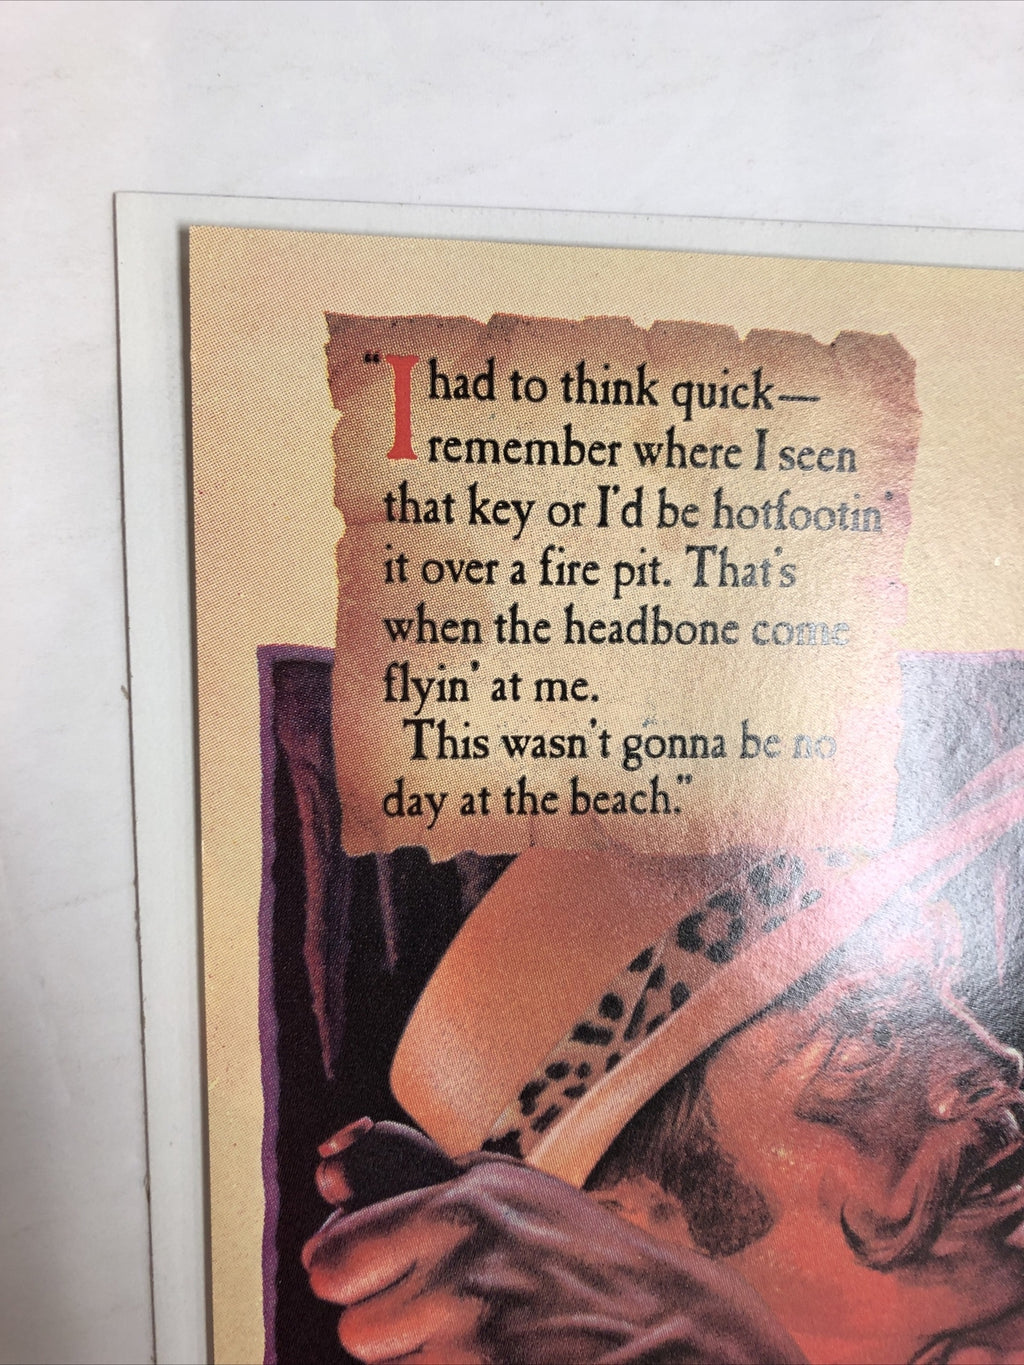 “I had to think quick—
remember where I seen
that key or I'd be hotfootin'
it over a fire pit. That's
when the headbone come
flyin' at me.
This wasn't gonna be no
day at the beach.”